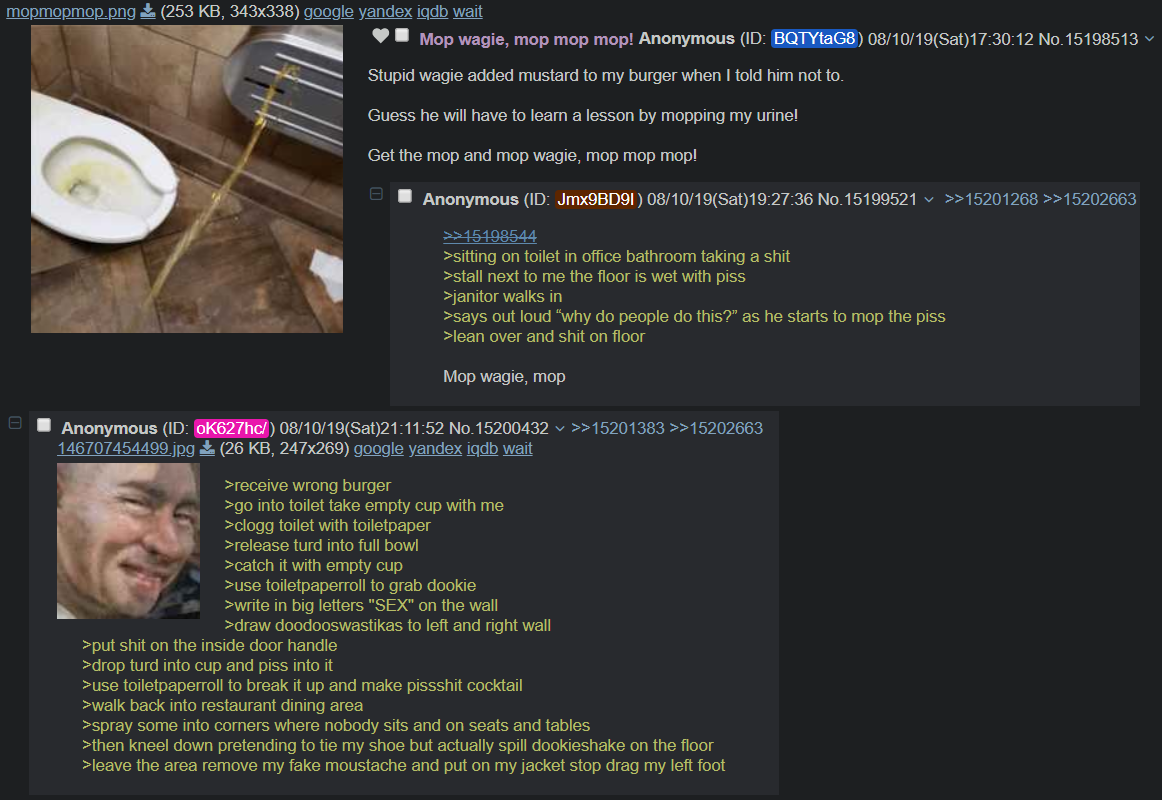 mopmopmop.png (253 KB, 343x338) google yandex iqdb wait
Mop wagie, mop mop mop! Anonymous (ID: BQTYtaG8) 08/10/19(Sat)17:30:12 No.15198513
Stupid wagie added mustard to my burger when I told him not to.
Guess he will have to learn a lesson by mopping my urine!
Get the mop and mop wagie, mop mop mop!
Anonymous (ID: Jmx9BD9I) 08/10/19(Sat)19:27:36 No.15199521 >>15201268 >>15202663
>>15198544
>sitting on toilet in office bathroom taking a shit
>stall next to me the floor is wet with piss
>janitor walks in
>says out loud “why do people do this?” as he starts to mop the piss
>lean over and shit on floor
Mop wagie, mop
Anonymous (ID: oK627hc/) 08/10/19(Sat)21:11:52 No.15200432 >>15201383 >>15202663
146707454499.jpg (26 KB, 247x269) google yandex iqdb wait
>receive wrong burger
>go into toilet take empty cup with me
>clogg toilet with toiletpaper
>release turd into full bowl
>catch it with empty cup
>use toiletpaperroll to grab dookie
>write in big letters "SEX" on the wall
>draw doodooswastikas to left and right wall
>put shit on the inside door handle
>drop turd into cup and piss into it
>use toiletpaperroll to break it up and make pissshit cocktail
>walk back into restaurant dining area
>spray some into corners where nobody sits and on seats and tables
>then kneel down pretending to tie my shoe but actually spill dookieshake on the floor
>leave the area remove my fake moustache and put on my jacket stop drag my left foot